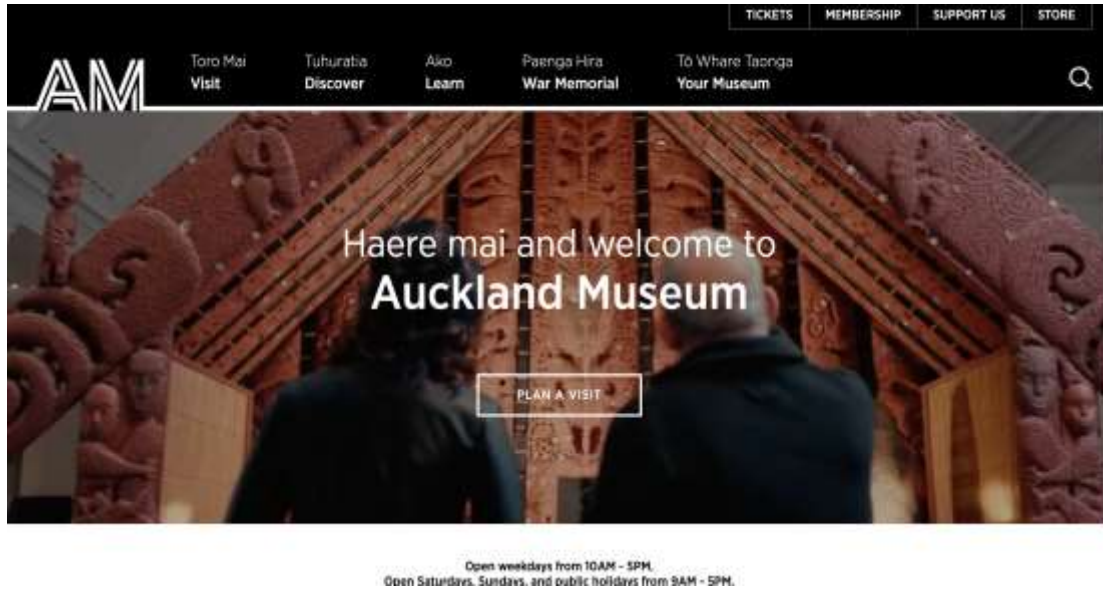 TICKETS MEMBERSHIP SUPPORT US STORE
AM
Toro Mai Tuhuratia Ako Paenga Hira Tō Whare Taonga
Visit Discover Learn War Memorial Your Museum
Haere mai and welcome to
Auckland Museum
PLAN A VISIT
Open weekdays from 10AM - 5PM.
Open Saturdays, Sundays, and public holidays from 9AM - 5PM.